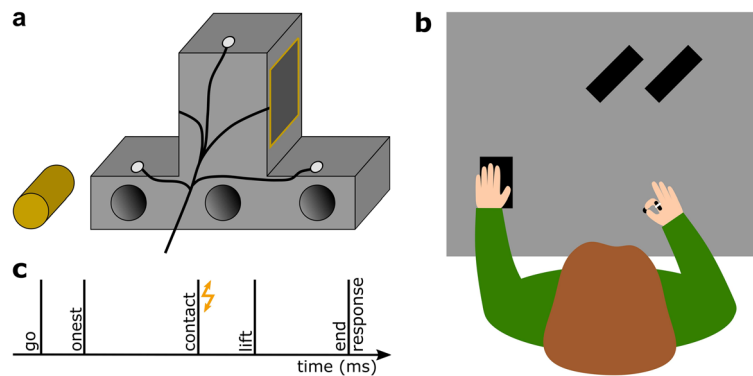 a
b
c
go
onest
contact
lift
end
response
time (ms)